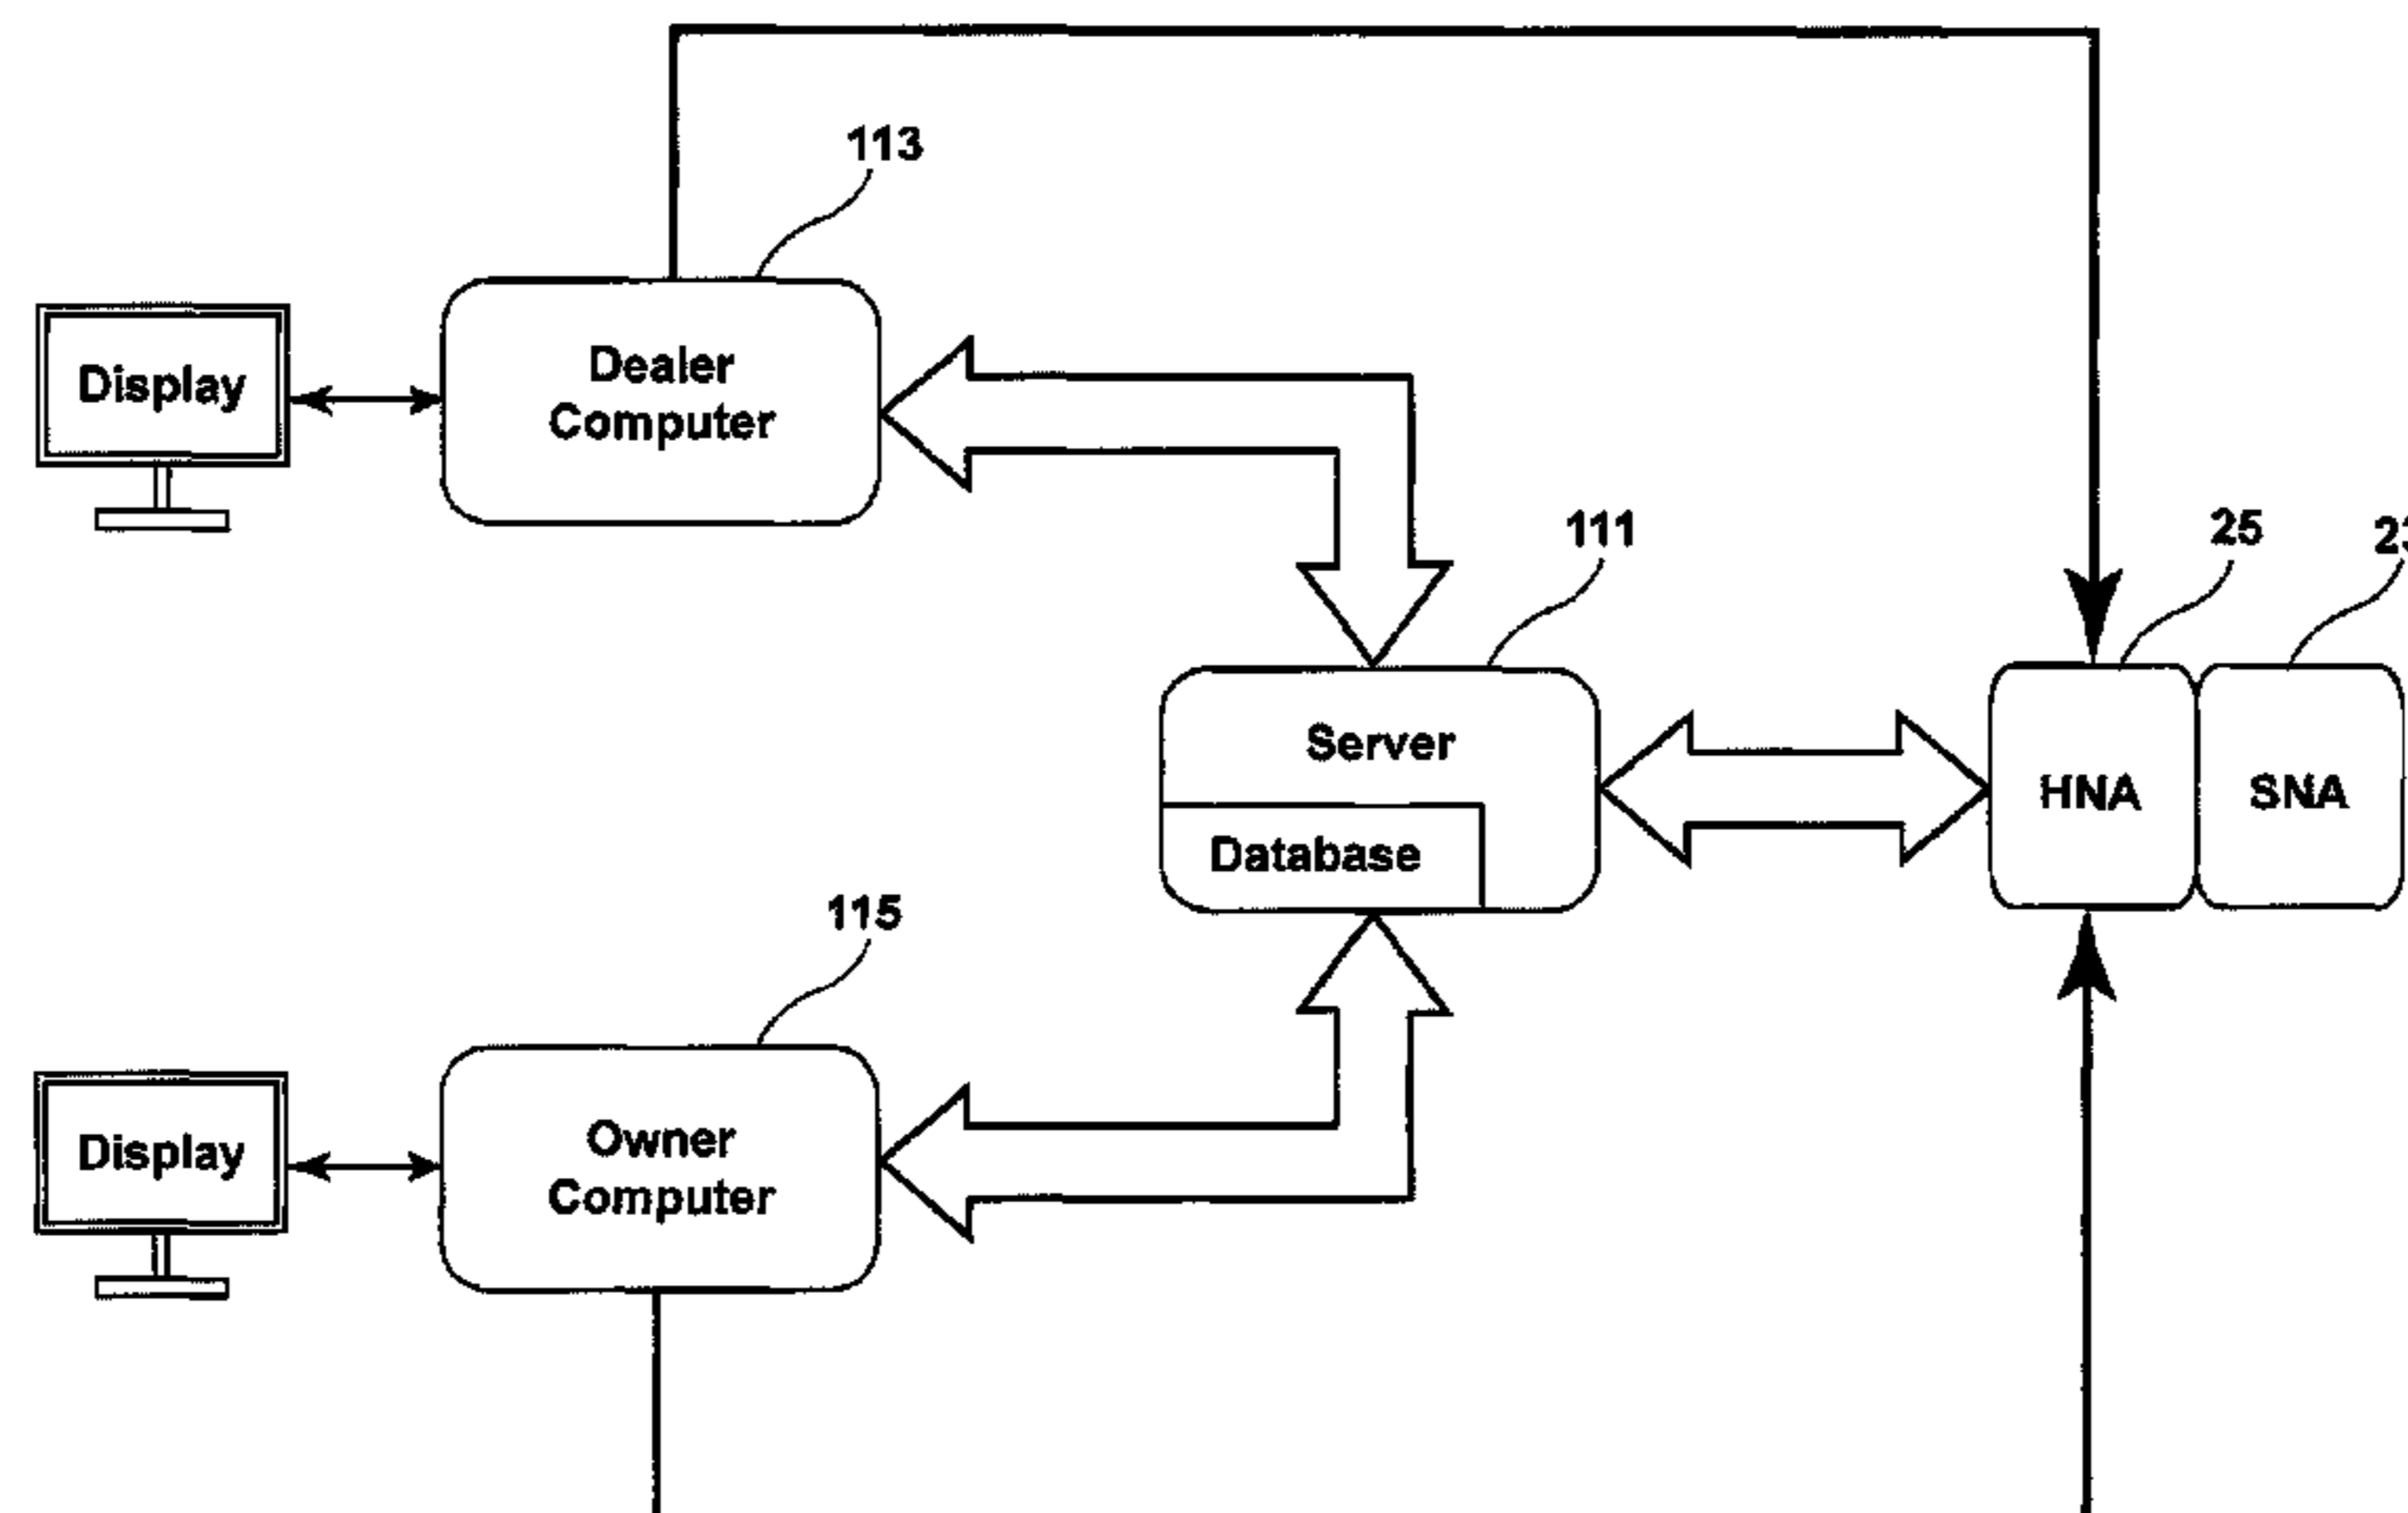 113
Display
Dealer
Computer
111
25
Server
HNA
SNA
Database
115
Display
Owner
Computer